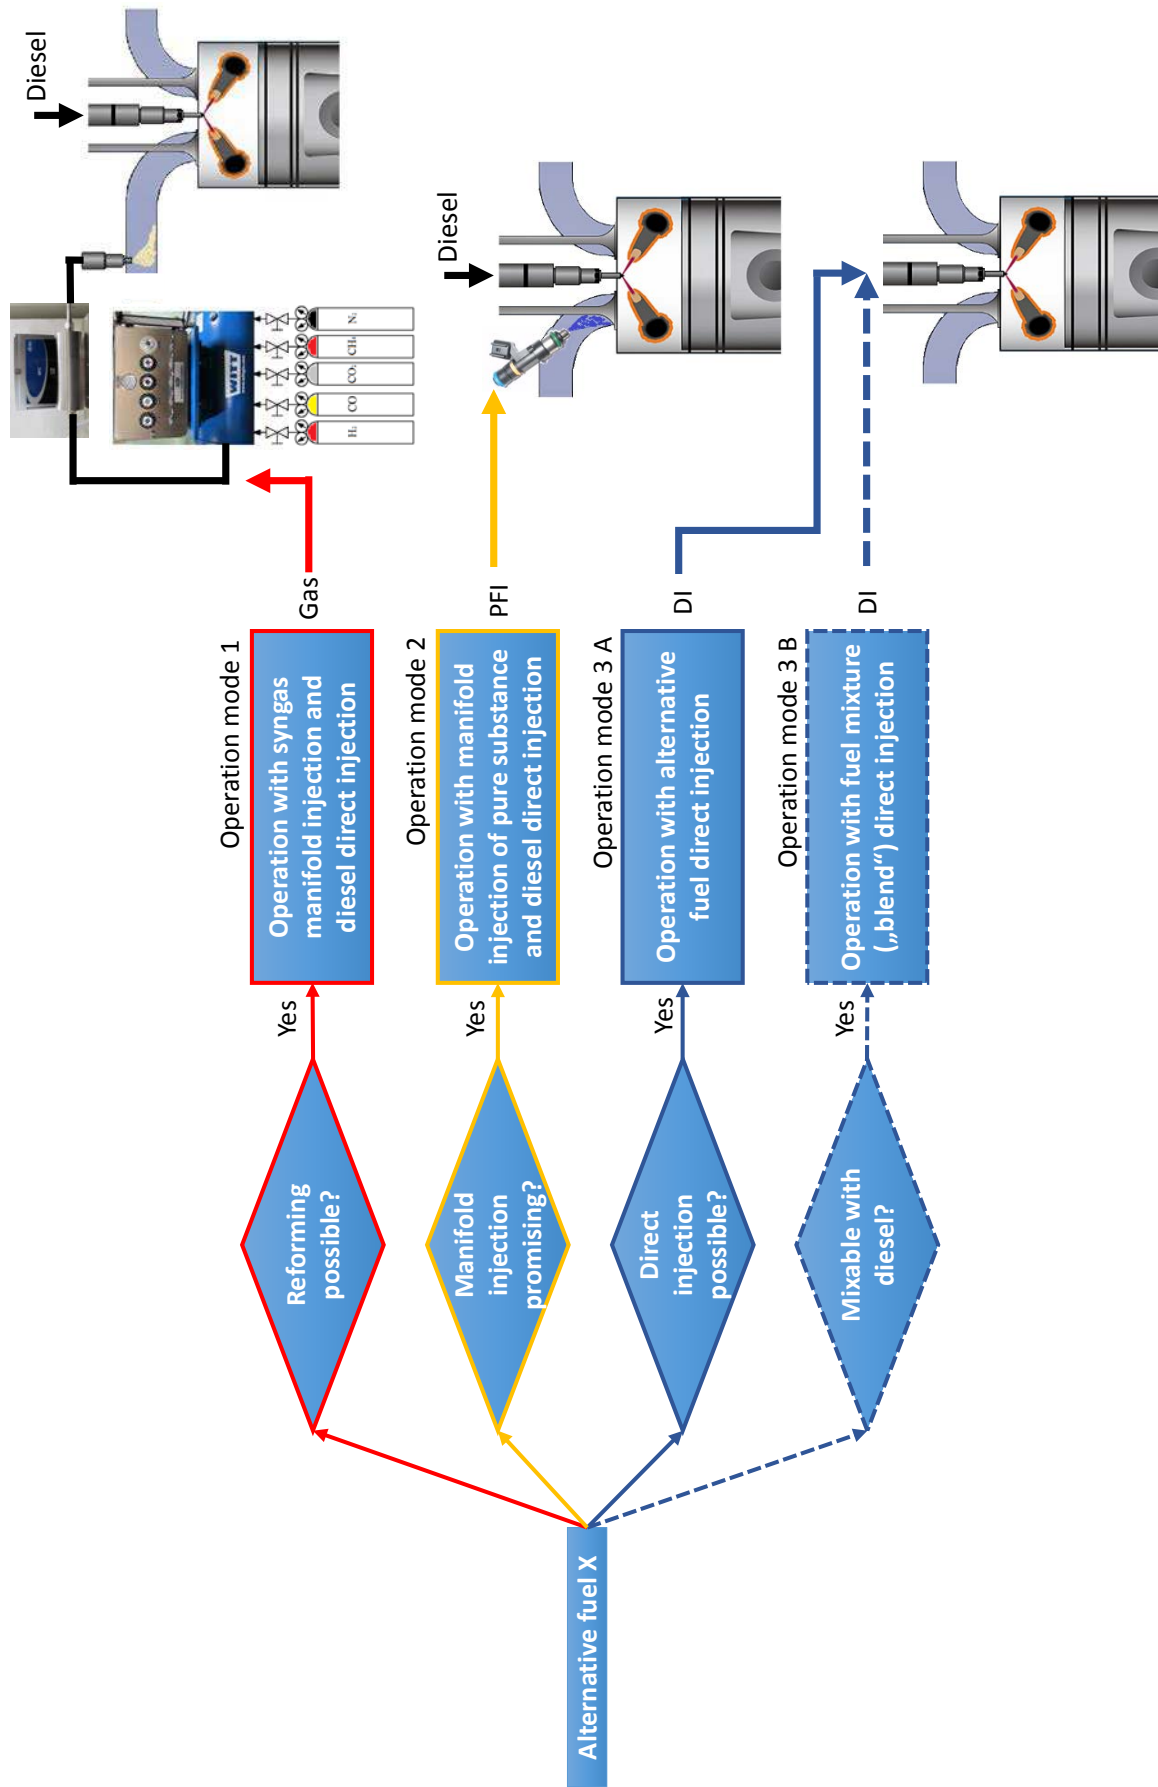 Alternative fuel X
Reforming
possible?
Yes
Operation mode 1
Operation with syngas
manifold injection and
diesel direct injection
Gas
H₂
CO
CO₂
CH₄
N₂
WITT
Diesel
Manifold
injection
promising?
Yes
Operation mode 2
Operation with manifold
injection of pure substance
and diesel direct injection
PFI
Diesel
Direct
injection
possible?
Yes
Operation mode 3 A
Operation with alternative
fuel direct injection
DI
Mixable with
diesel?
Yes
Operation mode 3 B
Operation with fuel mixture
(„blend“) direct injection
DI